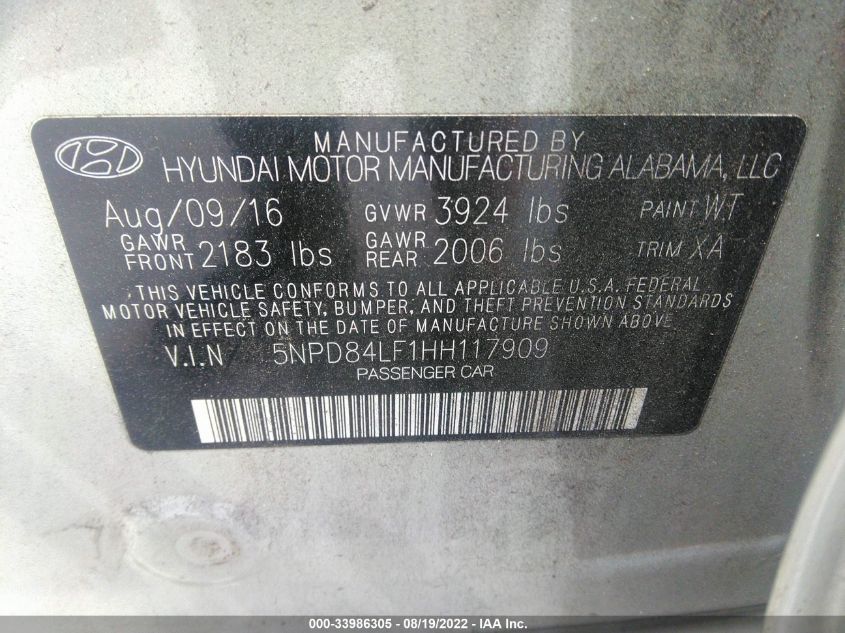 MANUFACTURED BY
HYUNDAI MOTOR MANUFACTURING ALABAMA, LLC
Aug/09/16 GVWR 3924 lbs PAINT WT
GAWR FRONT 2183 lbs GAWR REAR 2006 lbs TRIM XA
THIS VEHICLE CONFORMS TO ALL APPLICABLE U.S.A. FEDERAL
MOTOR VEHICLE SAFETY, BUMPER, AND THEFT PREVENTION STANDARDS
IN EFFECT ON THE DATE OF MANUFACTURE SHOWN ABOVE
V.I.N 5NPD84LF1HH117909
PASSENGER CAR
000-33986305 - 08/19/2022 - IAA Inc.